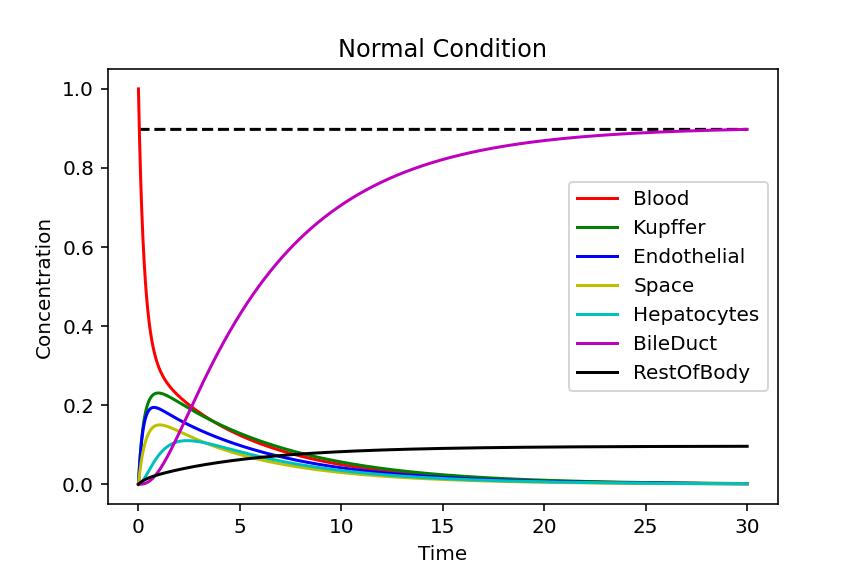 Normal Condition
Concentration
1.0
0.8
0.6
0.4
0.2
0.0
Blood
Kupffer
Endothelial
Space
Hepatocytes
BileDuct
RestOfBody
0 5 10 15 20 25 30
Time